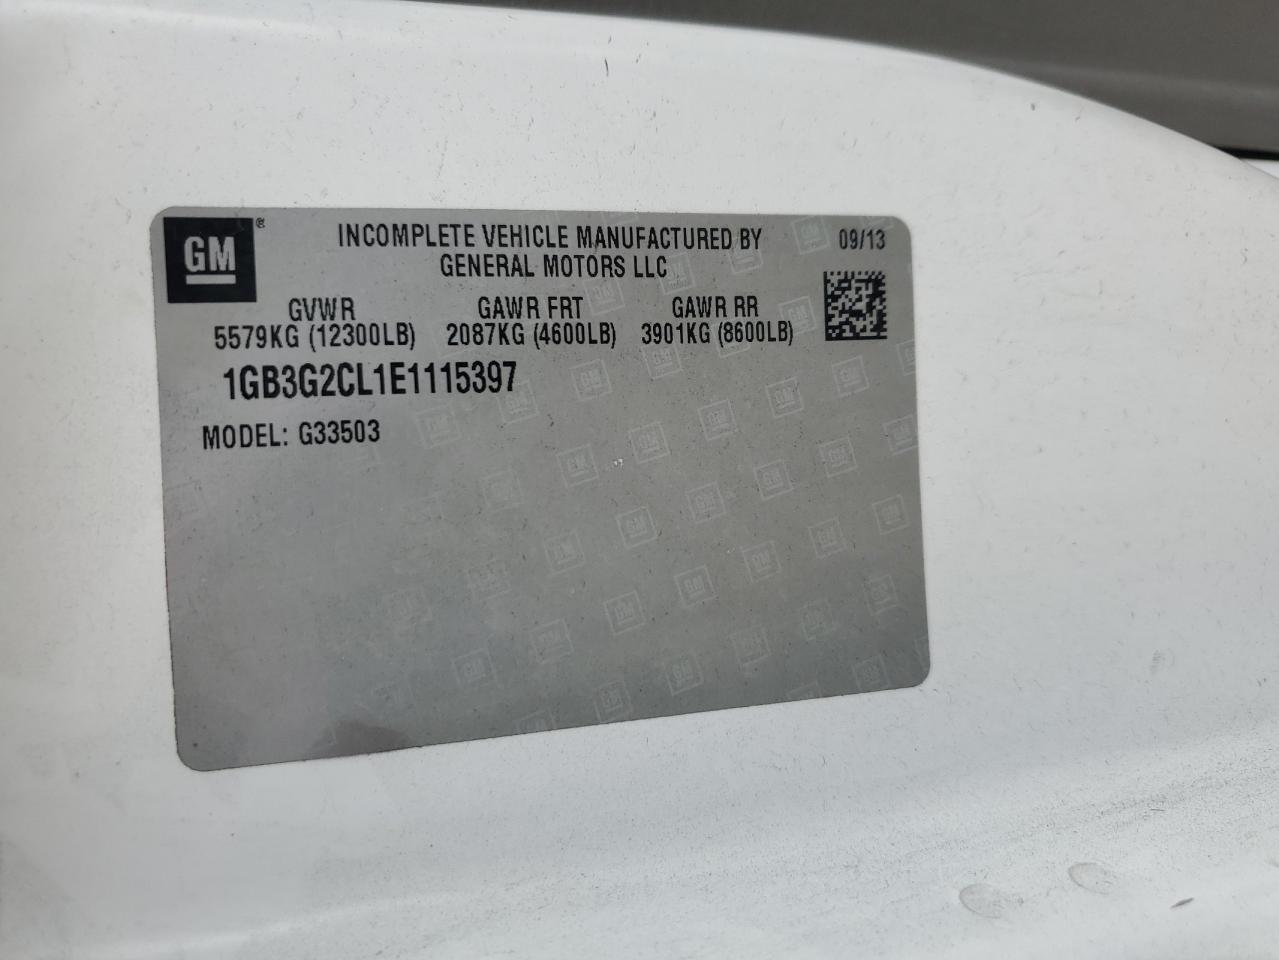 GM®
INCOMPLETE VEHICLE MANUFACTURED BY
GENERAL MOTORS LLC
09/13
GVWR GAWR FRT GAWR RR
5579KG (12300LB) 2087KG (4600LB) 3901KG (8600LB)
1GB3G2CL1E1115397
MODEL: G33503